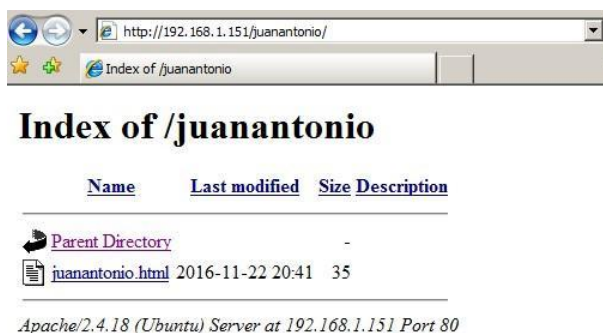 http://192.168.1.151/juanantonio/
Index of /juanantonio
Index of /juanantonio
Name Last modified Size Description
Parent Directory -
juanantonio.html 2016-11-22 20:41 35
Apache/2.4.18 (Ubuntu) Server at 192.168.1.151 Port 80